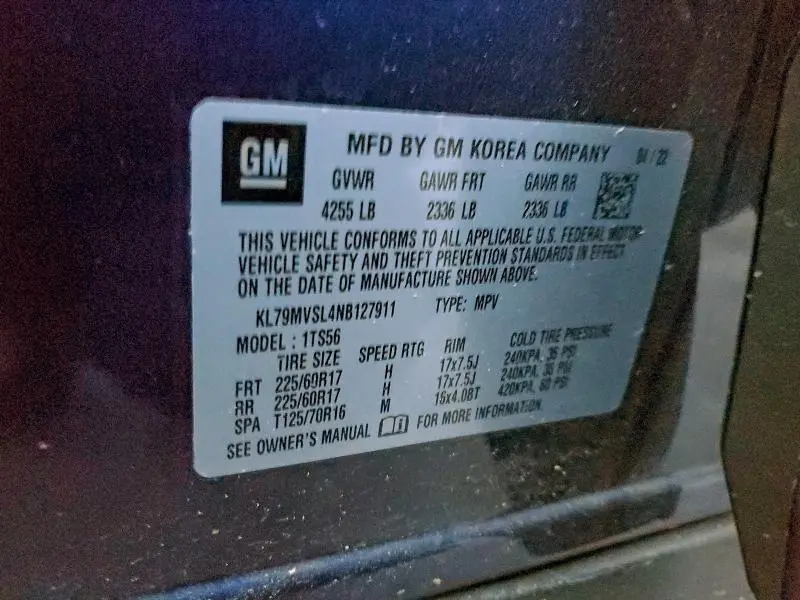 GM
MFD BY GM KOREA COMPANY 04 / 22
GVWR GAWR FRT GAWR RR
4255 LB 2336 LB 2336 LB
THIS VEHICLE CONFORMS TO ALL APPLICABLE U.S. FEDERAL MOTOR
VEHICLE SAFETY AND THEFT PREVENTION STANDARDS IN EFFECT
ON THE DATE OF MANUFACTURE SHOWN ABOVE.
KL79MVSL4NB127911 TYPE: MPV
MODEL : 1TS56
TIRE SIZE SPEED RTG RIM COLD TIRE PRESSURE
FRT 225/60R17 H 17x7.5J 240KPA, 35 PSI
RR 225/60R17 H 17x7.5J 240KPA, 35 PSI
SPA T125/70R16 M 16x4.0BT 420KPA, 60 PSI
SEE OWNER'S MANUAL FOR MORE INFORMATION.